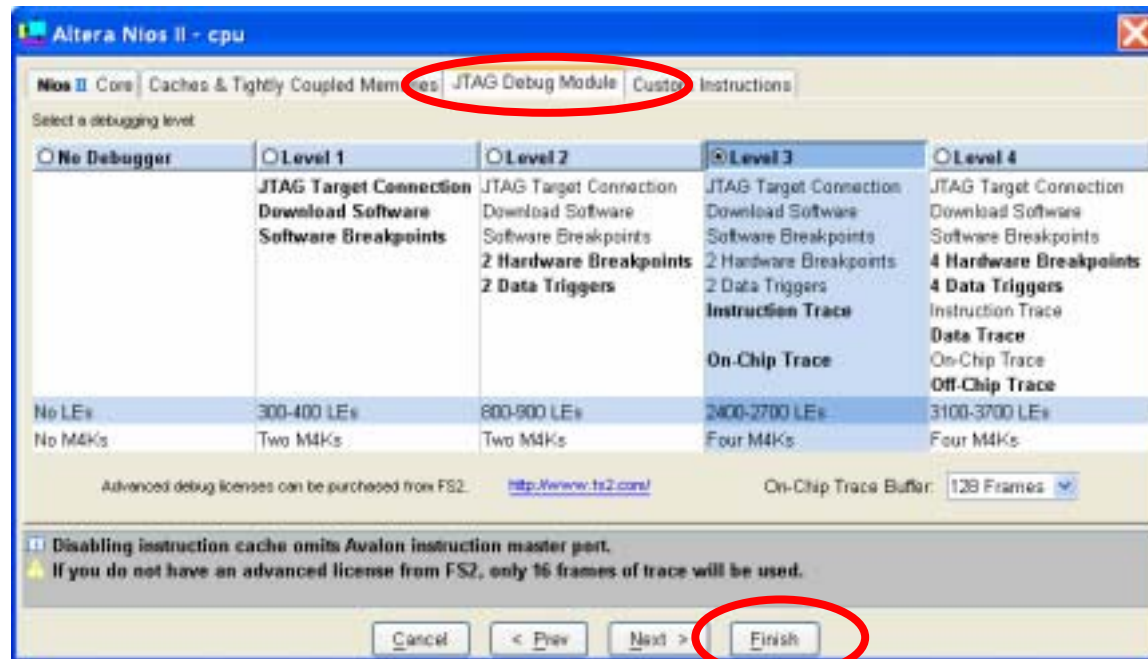 Altera Nios II - cpu
Nios II Core Caches & Tightly Coupled Memories JTAG Debug Module Custom Instructions
Select a debugging level
No Debugger Level 1 Level 2 Level 3 Level 4
JTAG Target Connection JTAG Target Connection JTAG Target Connection JTAG Target Connection
Download Software Download Software Download Software Download Software
Software Breakpoints Software Breakpoints Software Breakpoints Software Breakpoints
2 Hardware Breakpoints 2 Hardware Breakpoints 4 Hardware Breakpoints
2 Data Triggers 2 Data Triggers 4 Data Triggers
Instruction Trace Instruction Trace
Data Trace
On-Chip Trace On-Chip Trace
Off-Chip Trace
No LEs 300-400 LEs 800-900 LEs 2400-2700 LEs 3100-3700 LEs
No M4Ks Two M4Ks Two M4Ks Four M4Ks Four M4Ks
Advanced debug licenses can be purchased from FS2. http://www.fs2.com/ On-Chip Trace Buffer: 128 Frames
Disabling instruction cache omits Avalon instruction master port.
If you do not have an advanced license from FS2, only 16 frames of trace will be used.
Cancel < Prev Next > Finish